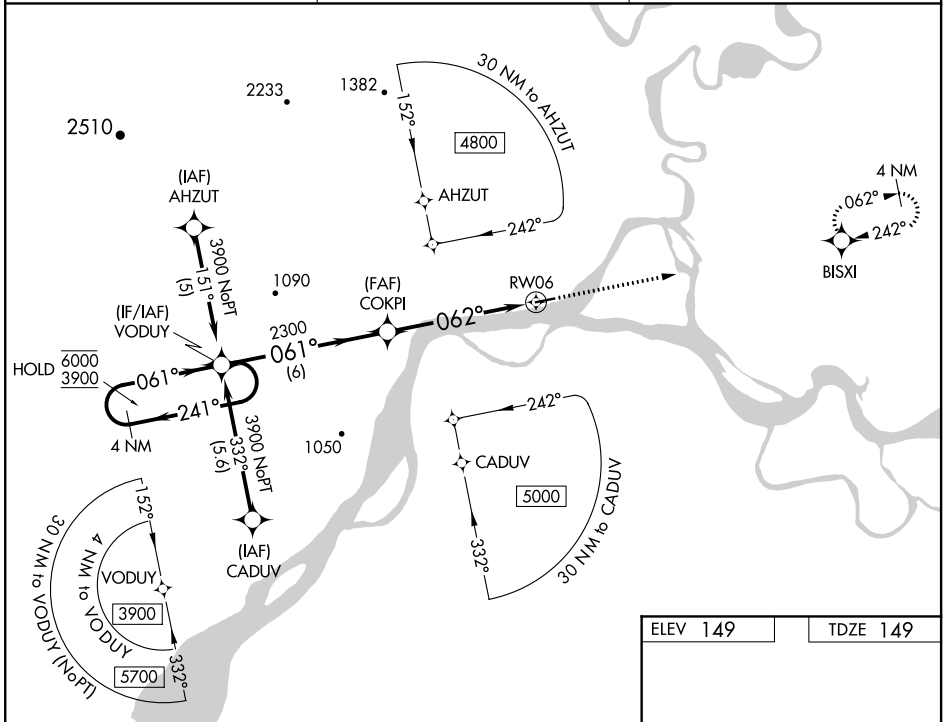 2510
2233
1382
152°
30 NM to AHZUT
4800
AHZUT
242°
4 NM
062°
242°
BISXI
(IAF)
AHZUT
3900 NoPT
151°
(5)
1090
(IF/IAF)
VODUY
(FAF)
COKPI
RW06
062°
2300
061°
(6)
HOLD 6000
3900
061°
241°
4 NM
3900 NoPT
332°
(5.6)
1050
(IAF)
CADUV
242°
CADUV
5000
332°
30 NM to CADUV
152°
30 NM to VODUY (NoPT)
4 NM to VODUY
VODUY
3900
5700
332°
ELEV 149
TDZE 149